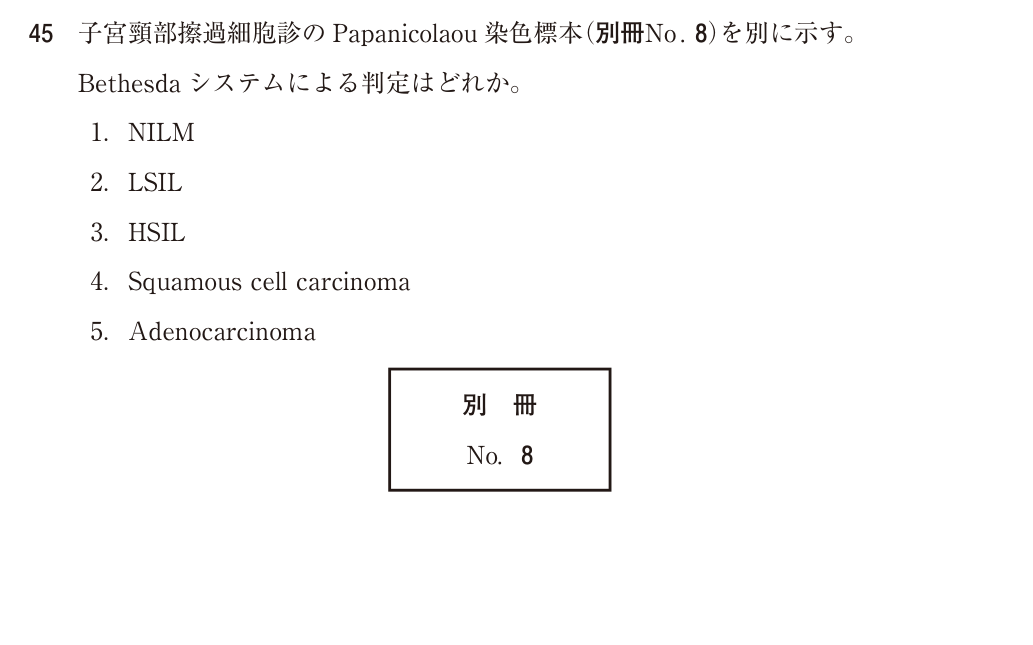 45 子宮頸部擦過細胞診の Papanicolaou 染色標本(別冊No. 8)を別に示す。
Bethesda システムによる判定はどれか。
1. NILM
2. LSIL
3. HSIL
4. Squamous cell carcinoma
5. Adenocarcinoma
別 冊
No. 8